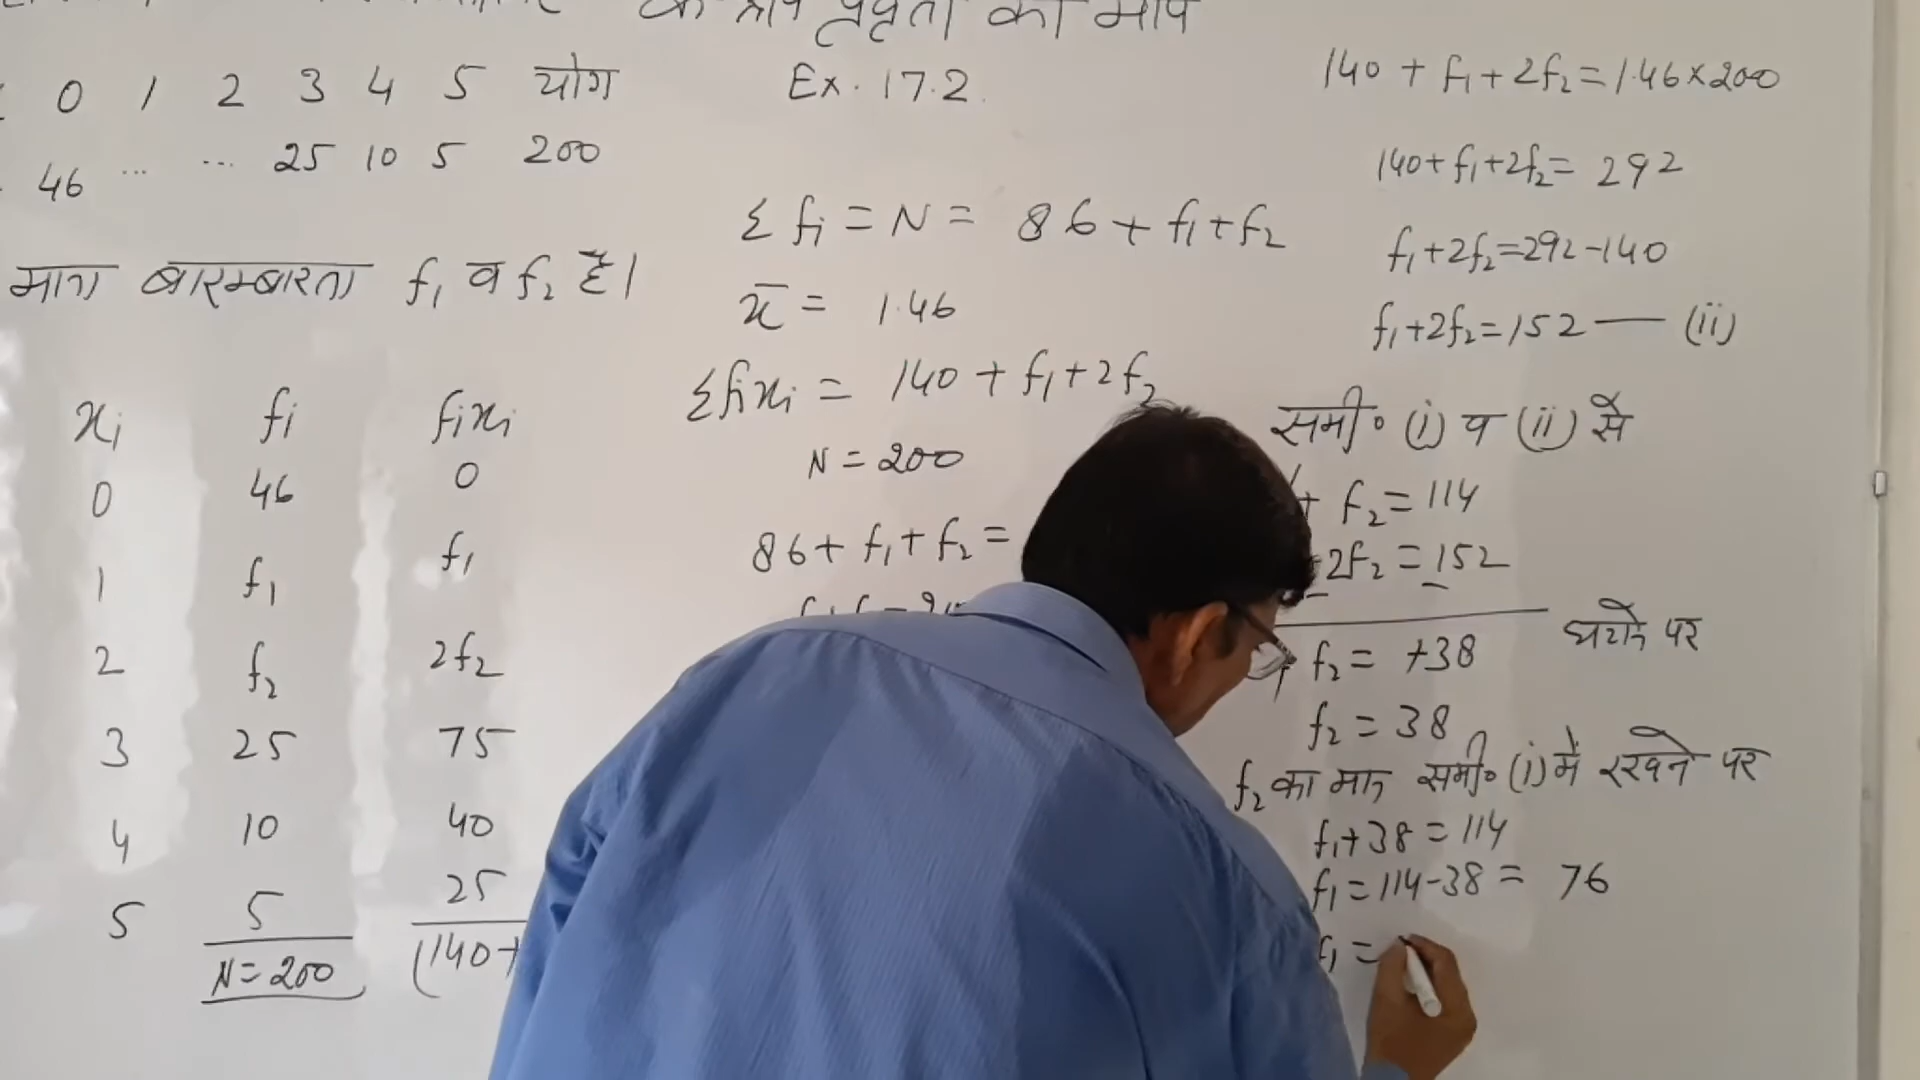 की माप
0 1 2 3 4 5 योग
46 ... ... 25 10 5 200
मान बारम्बारता f₁ व f₂ है।
xᵢ fᵢ fᵢxᵢ
0 46 0
1 f₁ f₁
2 f₂ 2f₂
3 25 75
4 10 40
5 5 25
N=200 (140+
Ex. 17.2.
Σfᵢ = N = 86 + f₁+f₂
x̄ = 1.46
Σfᵢxᵢ = 140 + f₁+2f₂
N = 200
86+ f₁+f₂ =
140 + f₁+2f₂=1.46×200
140+f₁+2f₂= 292
f₁+2f₂=292-140
f₁+2f₂=152 — (ii)
समी० (i) व (ii) से
+ f₂ = 114
2f₂ = 152
f₂ = +38 घटाने पर
f₂ = 38
f₂ का मान समी० (i) में रखने पर
f₁+38 = 114
f₁ = 114-38 = 76
f₁ =